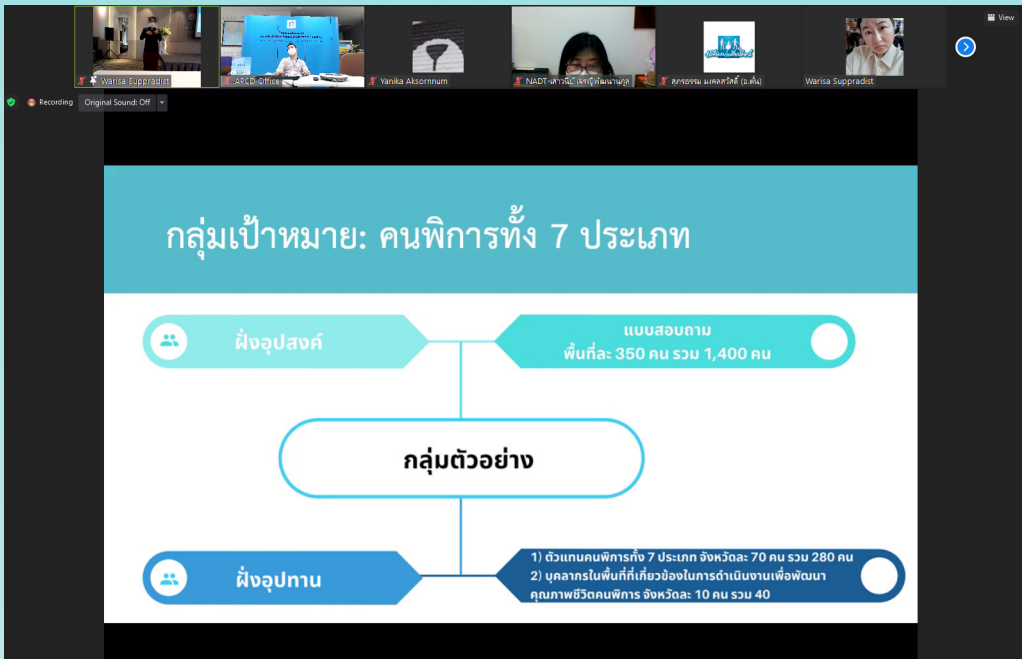 View
Warisa Suppradist
APCD Office
Yanika Aksornnum
NADT-เสาวนีย์ เจริญพัฒนานุกูล
สุภรธรรม มงคลสวัสดิ์ (อ.ต้น)
Warisa Suppradist
Recording
Original Sound: Off
กลุ่มเป้าหมาย: คนพิการทั้ง 7 ประเภท
ฝั่งอุปสงค์
แบบสอบถาม
พื้นที่ละ 350 คน รวม 1,400 คน
กลุ่มตัวอย่าง
ฝั่งอุปทาน
1) ตัวแทนคนพิการทั้ง 7 ประเภท จังหวัดละ 70 คน รวม 280 คน
2) บุคลากรในพื้นที่ที่เกี่ยวข้องในการดำเนินงานเพื่อพัฒนา
คุณภาพชีวิตคนพิการ จังหวัดละ 10 คน รวม 40